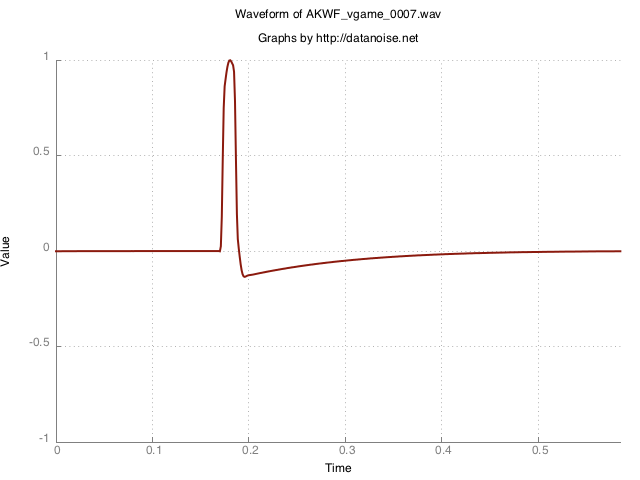 Waveform of AKWF_vgame_0007.wav
Graphs by http://datanoise.net
1
0.5
0
-0.5
-1
Value
0 0.1 0.2 0.3 0.4 0.5
Time